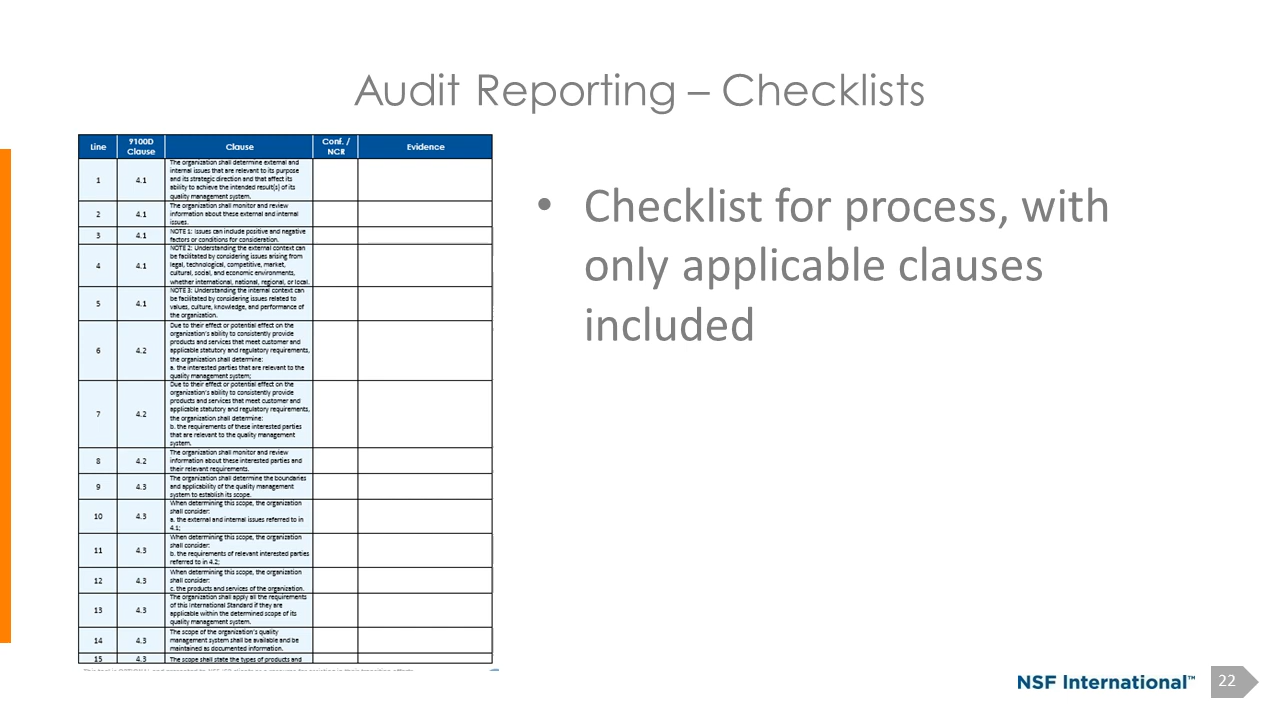 Audit Reporting – Checklists
Line
9100D
Clause
Clause
Conf. /
NCR
Evidence
1
4.1
The organization shall determine external and
internal issues that are relevant to its purpose
and its strategic direction and that affect its
ability to achieve the intended result(s) of its
quality management system.
2
4.1
The organization shall monitor and review
information about these external and internal
issues.
3
4.1
NOTE 1: Issues can include positive and negative
factors or conditions for consideration.
4
4.1
NOTE 2: Understanding the external context can
be facilitated by considering issues arising from
legal, technological, competitive, market,
cultural, social, and economic environments,
whether international, national, regional, or local.
5
4.1
NOTE 3: Understanding the internal context can
be facilitated by considering issues related to
values, culture, knowledge, and performance of
the organization.
6
4.2
Due to their effect or potential effect on the
organization's ability to consistently provide
products and services that meet customer and
applicable statutory and regulatory requirements,
the organization shall determine:
a. the interested parties that are relevant to the
quality management system;
7
4.2
Due to their effect or potential effect on the
organization's ability to consistently provide
products and services that meet customer and
applicable statutory and regulatory requirements,
the organization shall determine:
b. the requirements of these interested parties
that are relevant to the quality management
system.
8
4.2
The organization shall monitor and review
information about these interested parties and
their relevant requirements.
9
4.3
The organization shall determine the boundaries
and applicability of the quality management
system to establish its scope.
10
4.3
When determining this scope, the organization
shall consider:
a. the external and internal issues referred to in
4.1;
11
4.3
When determining this scope, the organization
shall consider:
b. the requirements of relevant interested parties
referred to in 4.2;
12
4.3
When determining this scope, the organization
shall consider:
c. the products and services of the organization.
13
4.3
The organization shall apply all the requirements
of this International Standard if they are
applicable within the determined scope of its
quality management system.
14
4.3
The scope of the organization's quality
management system shall be available and be
maintained as documented information.
15
4.3
The scope shall state the types of products and
• Checklist for process, with
only applicable clauses
included
NSF International™
22